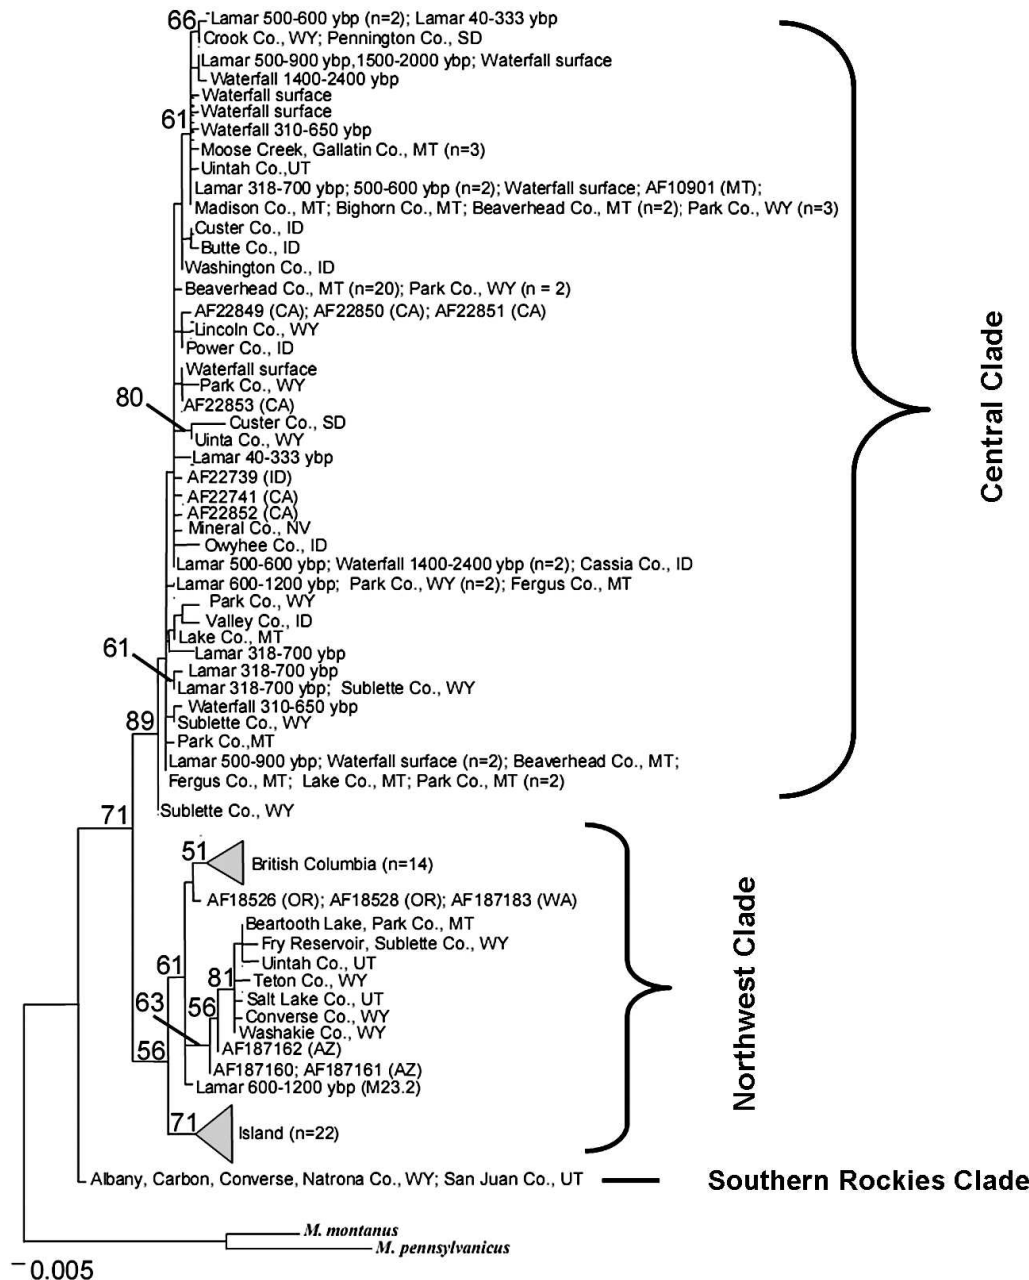 66
Lamar 500-600 ybp (n=2); Lamar 40-333 ybp
Crook Co., WY; Pennington Co., SD
Lamar 500-900 ybp,1500-2000 ybp; Waterfall surface
Waterfall 1400-2400 ybp
Waterfall surface
Waterfall surface
61
Waterfall 310-650 ybp
Moose Creek, Gallatin Co., MT (n=3)
Uintah Co.,UT
Lamar 318-700 ybp; 500-600 ybp (n=2); Waterfall surface; AF10901 (MT);
Madison Co., MT; Bighorn Co., MT; Beaverhead Co., MT (n=2); Park Co., WY (n=3)
Custer Co., ID
Butte Co., ID
Washington Co., ID
Beaverhead Co., MT (n=20); Park Co., WY (n = 2)
AF22849 (CA); AF22850 (CA); AF22851 (CA)
Lincoln Co., WY
Power Co., ID
Waterfall surface
Park Co., WY
80
AF22853 (CA)
Custer Co., SD
Uinta Co., WY
Lamar 40-333 ybp
AF22739 (ID)
AF22741 (CA)
AF22852 (CA)
Mineral Co., NV
Owyhee Co., ID
Lamar 500-600 ybp; Waterfall 1400-2400 ybp (n=2); Cassia Co., ID
Lamar 600-1200 ybp; Park Co., WY (n=2); Fergus Co., MT
Park Co., WY
Valley Co., ID
Lake Co., MT
61
Lamar 318-700 ybp
Lamar 318-700 ybp
Lamar 318-700 ybp; Sublette Co., WY
Waterfall 310-650 ybp
89
Sublette Co., WY
Park Co.,MT
Lamar 500-900 ybp; Waterfall surface (n=2); Beaverhead Co., MT;
Fergus Co., MT; Lake Co., MT; Park Co., MT (n=2)
Sublette Co., WY
Central Clade
71
51
British Columbia (n=14)
AF18526 (OR); AF18528 (OR); AF187183 (WA)
Beartooth Lake, Park Co., MT
Fry Reservoir, Sublette Co., WY
61
Uintah Co., UT
81
Teton Co., WY
63
56
Salt Lake Co., UT
Converse Co., WY
Washakie Co., WY
56
AF187162 (AZ)
AF187160; AF187161 (AZ)
Lamar 600-1200 ybp (M23.2)
71
Island (n=22)
Northwest Clade
Albany, Carbon, Converse, Natrona Co., WY; San Juan Co., UT
Southern Rockies Clade
M. montanus
M. pennsylvanicus
0.005